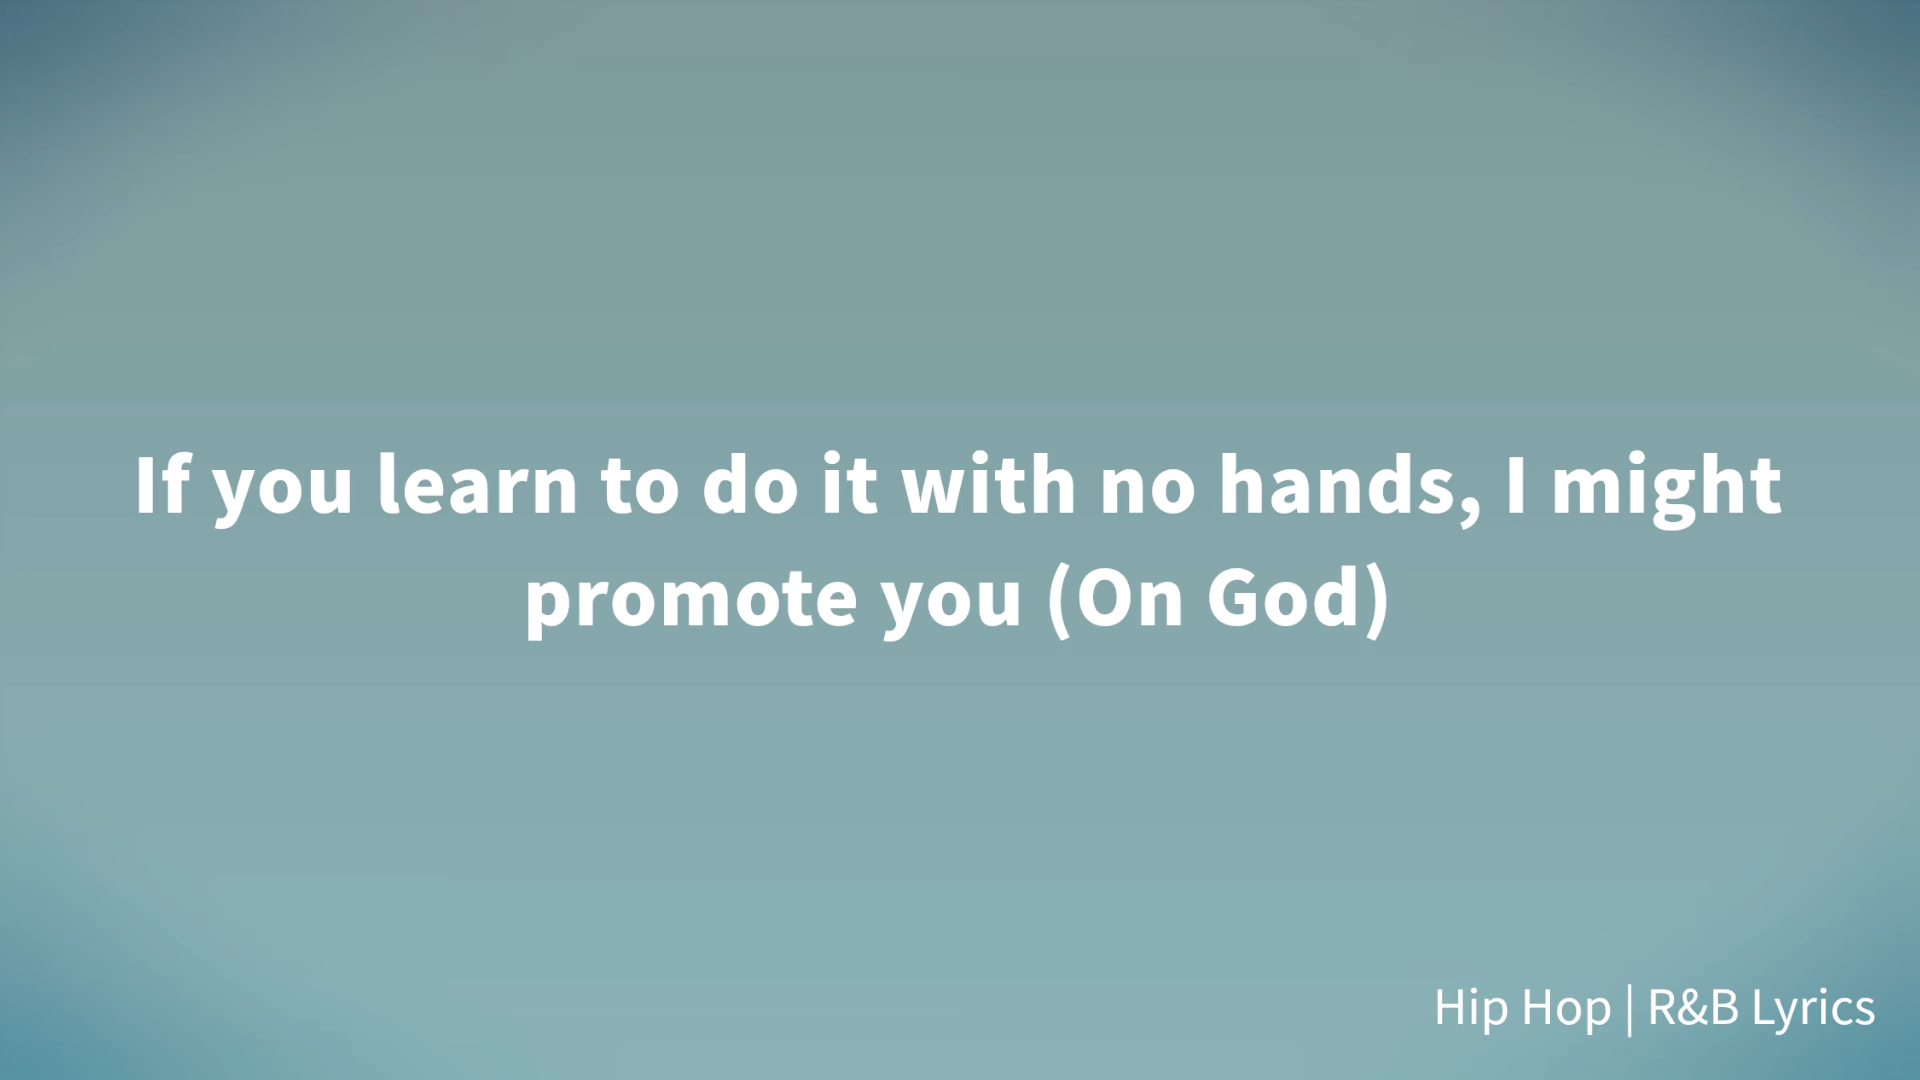 If you learn to do it with no hands, I might
promote you (On God)
Hip Hop | R&B Lyrics